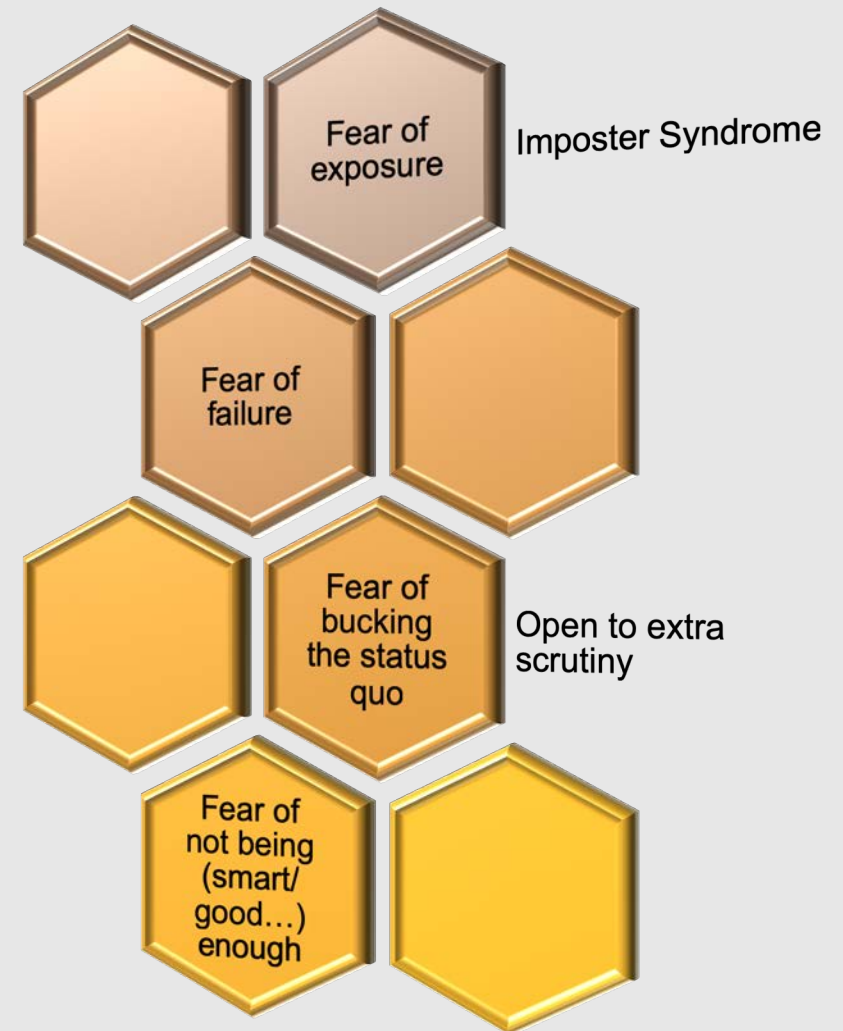 Fear of
exposure
Imposter Syndrome
Fear of
failure
Fear of
bucking
the status
quo
Open to extra
scrutiny
Fear of
not being
(smart/
good…)
enough